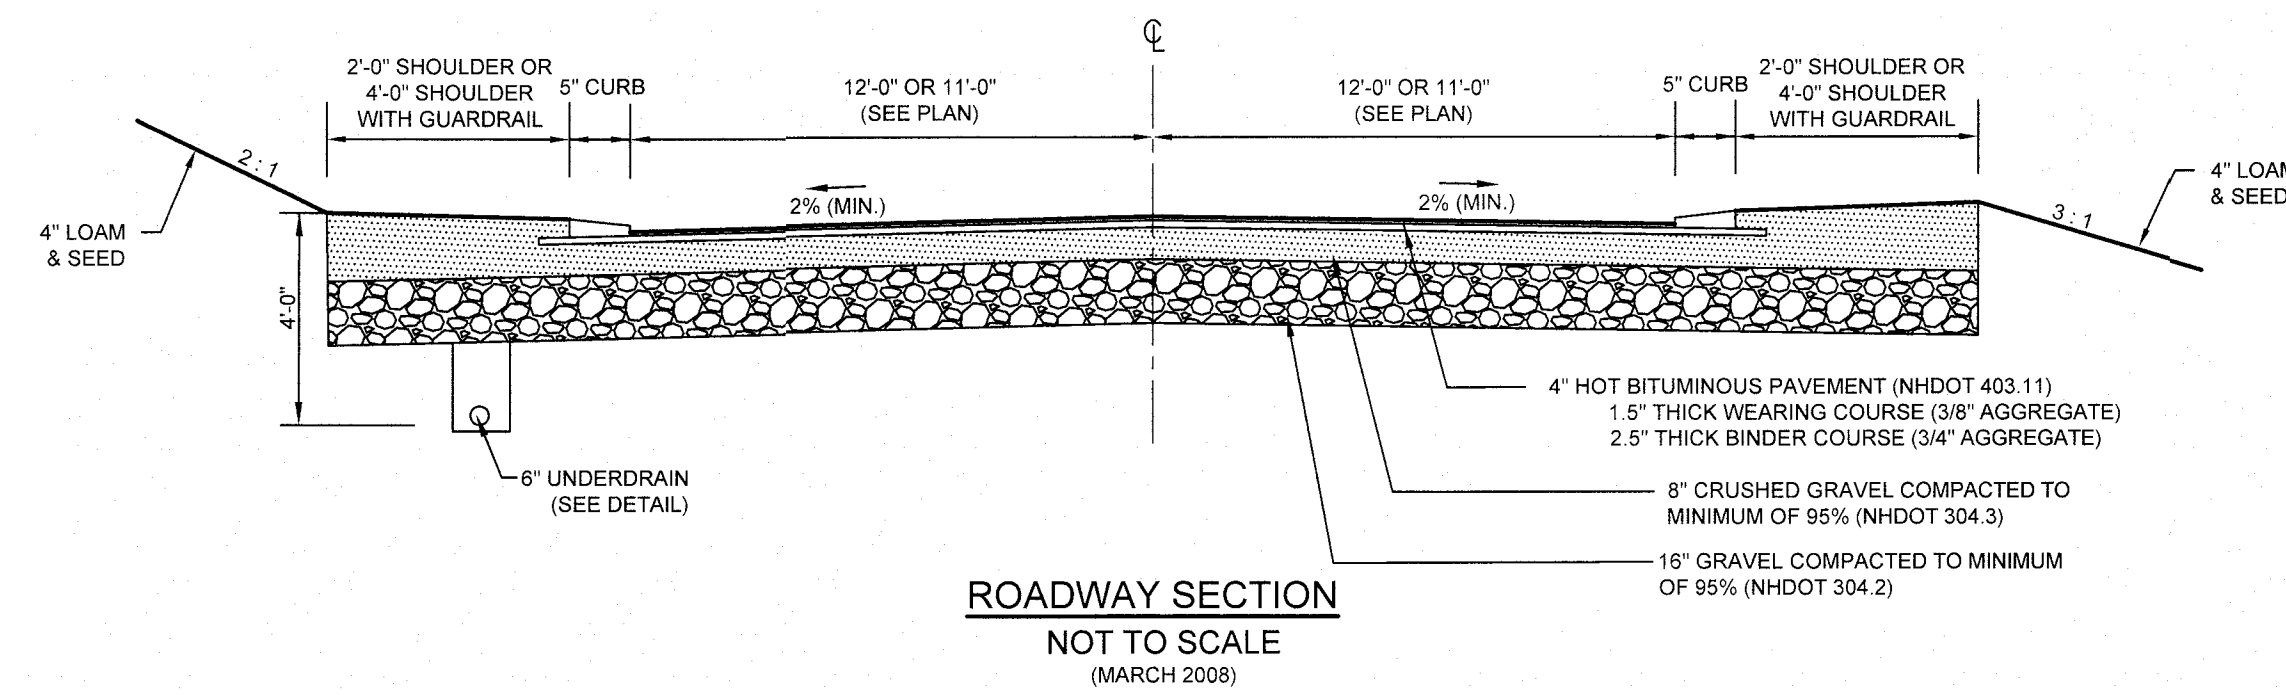 ℄
2'-0" SHOULDER OR
4'-0" SHOULDER
WITH GUARDRAIL
5" CURB
12'-0" OR 11'-0"
(SEE PLAN)
12'-0" OR 11'-0"
(SEE PLAN)
5" CURB
2'-0" SHOULDER OR
4'-0" SHOULDER
WITH GUARDRAIL
2 : 1
4" LOAM
& SEED
2% (MIN.)
2% (MIN.)
3 : 1
4" LOAM
& SEED
4'-0"
6" UNDERDRAIN
(SEE DETAIL)
4" HOT BITUMINOUS PAVEMENT (NHDOT 403.11)
1.5" THICK WEARING COURSE (3/8" AGGREGATE)
2.5" THICK BINDER COURSE (3/4" AGGREGATE)
8" CRUSHED GRAVEL COMPACTED TO
MINIMUM OF 95% (NHDOT 304.3)
16" GRAVEL COMPACTED TO MINIMUM
OF 95% (NHDOT 304.2)
ROADWAY SECTION
NOT TO SCALE
(MARCH 2008)